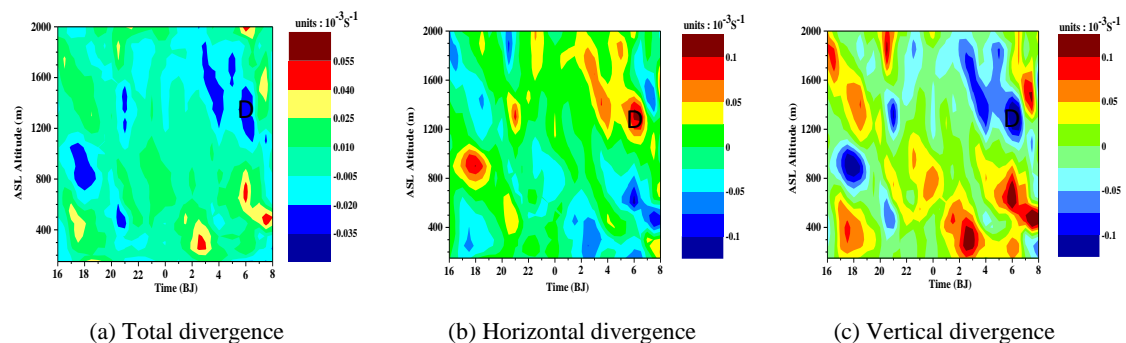 units : 10⁻³S⁻¹
2000
1600
1200
800
400
ASL Altitude (m)
16 18 20 22 0 2 4 6 8
Time (BJ)
D
0.055
0.040
0.025
0.010
-0.005
-0.020
-0.035
(a) Total divergence
units : 10⁻³S⁻¹
2000
1600
1200
800
400
ASL Altitude (m)
16 18 20 22 0 2 4 6 8
Time (BJ)
D
0.1
0.05
0
-0.05
-0.1
(b) Horizontal divergence
units : 10⁻³S⁻¹
2000
1600
1200
800
400
ASL Altitude (m)
16 18 20 22 0 2 4 6 8
Time (BJ)
D
0.1
0.05
0
-0.05
-0.1
(c) Vertical divergence